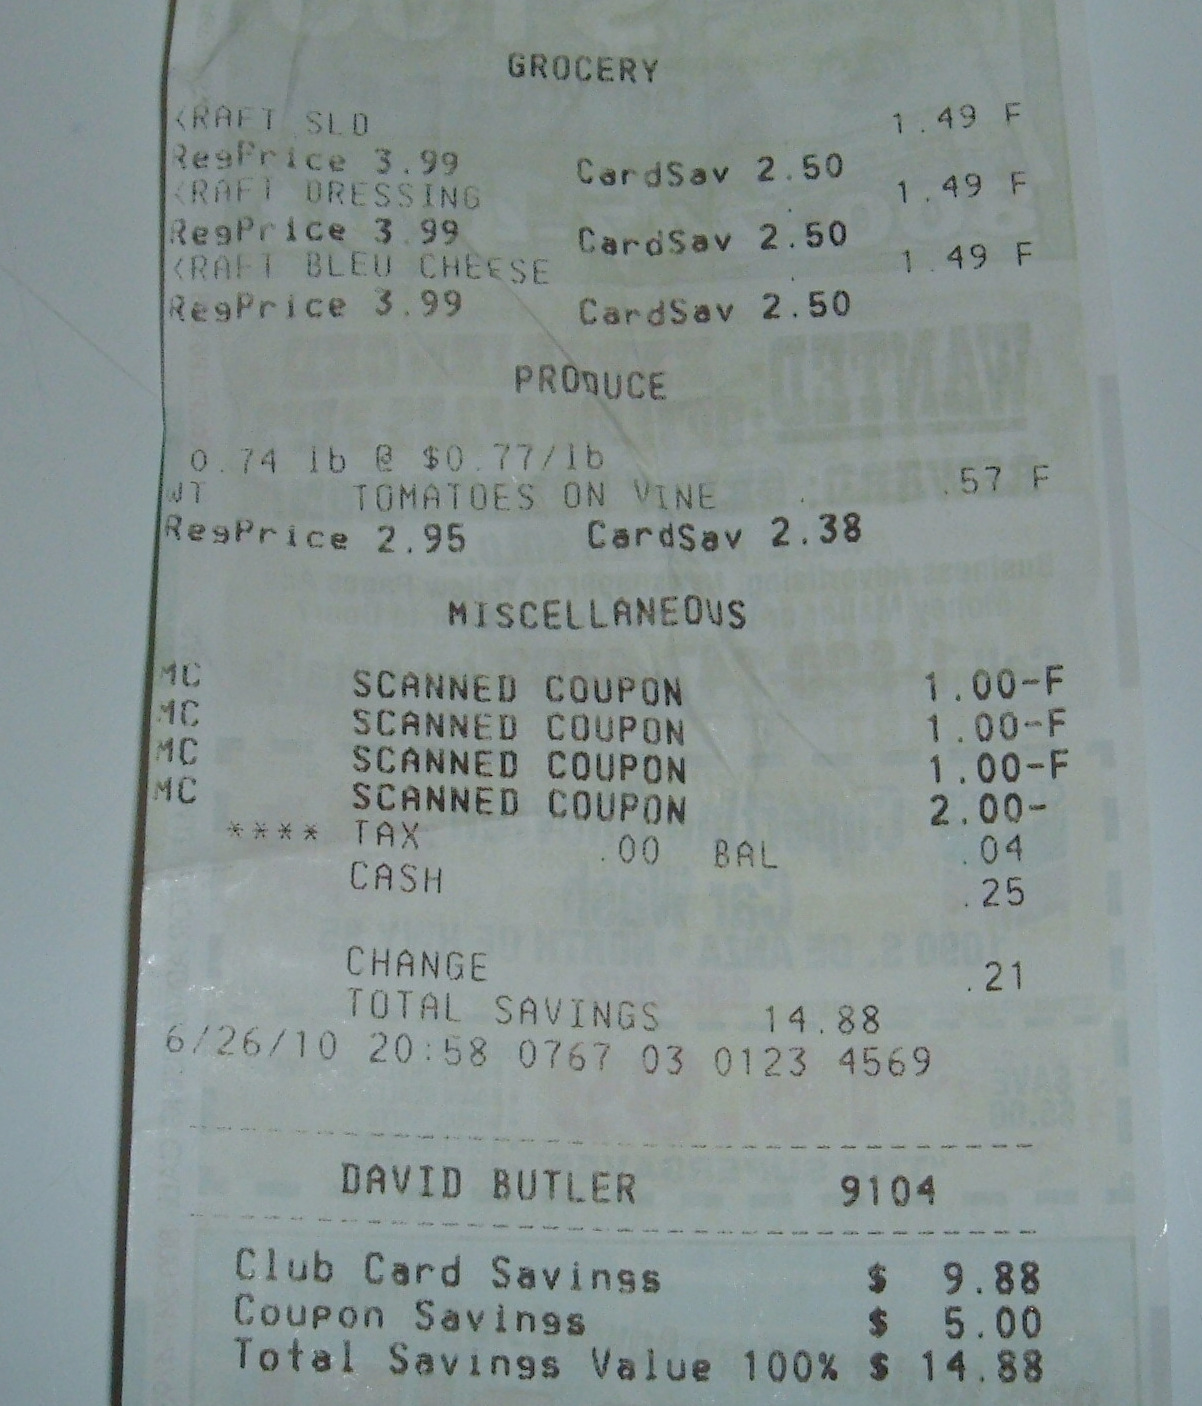 GROCERY
KRAFT SLD 1.49 F
RegPrice 3.99 CardSav 2.50
KRAFT DRESSING 1.49 F
RegPrice 3.99 CardSav 2.50
KRAFT BLEU CHEESE 1.49 F
RegPrice 3.99 CardSav 2.50
PRODUCE
0.74 lb @ $0.77/lb
WT TOMATOES ON VINE .57 F
RegPrice 2.95 CardSav 2.38
MISCELLANEOUS
MC SCANNED COUPON 1.00-F
MC SCANNED COUPON 1.00-F
MC SCANNED COUPON 1.00-F
MC SCANNED COUPON 2.00-
**** TAX .00 BAL .04
CASH .25
CHANGE .21
TOTAL SAVINGS 14.88
6/26/10 20:58 0767 03 0123 4569
DAVID BUTLER 9104
Club Card Savings $ 9.88
Coupon Savings $ 5.00
Total Savings Value 100% $ 14.88